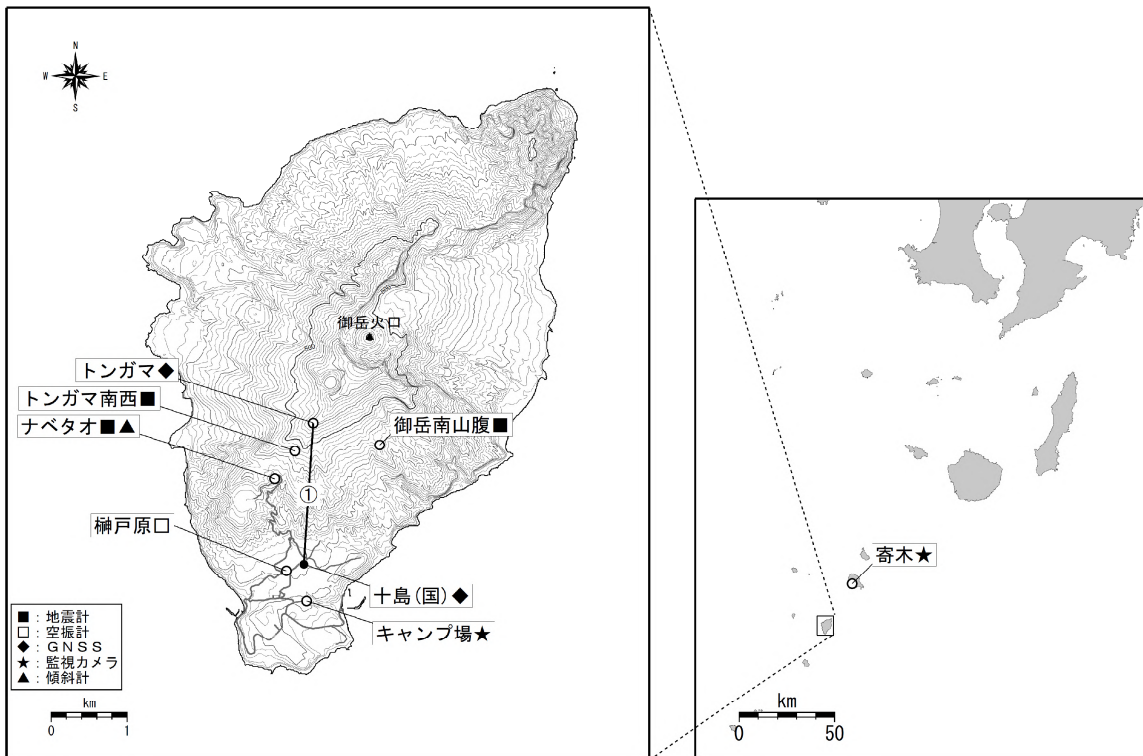 N
W E
S
御岳火口
トンガマ◆
トンガマ南西■
ナベタオ■▲
御岳南山腹■
①
榊戸原□
十島(国)◆
キャンプ場★
■:地震計
□:空振計
◆:GNSS
★:監視カメラ
▲:傾斜計
km
0 1
寄木★
km
0 50